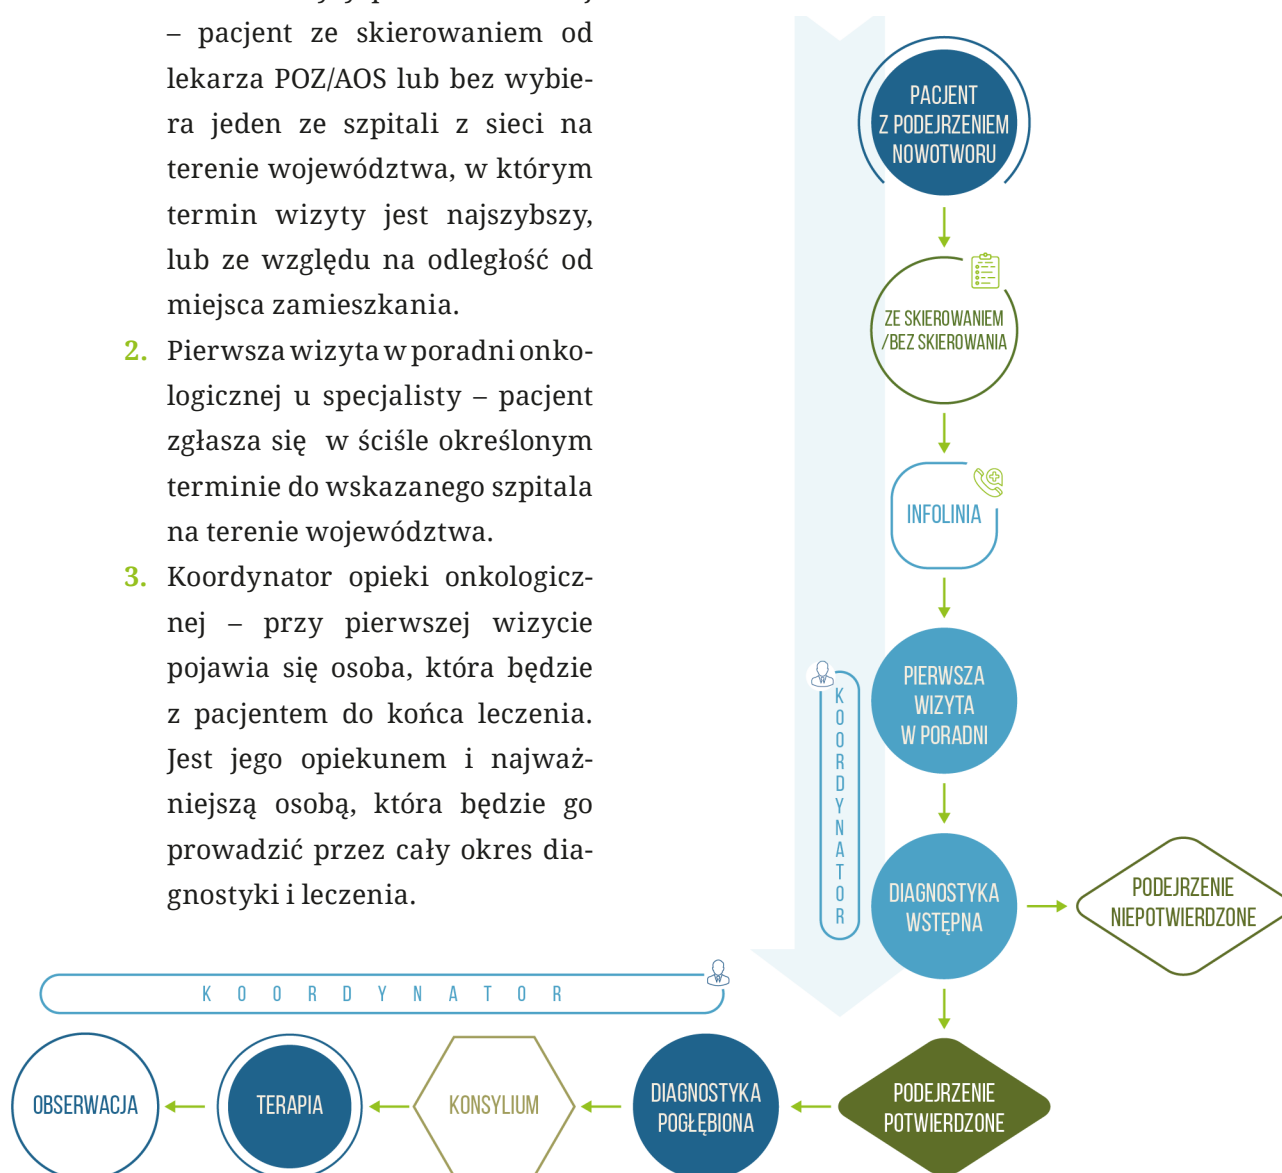 – pacjent ze skierowaniem od
lekarza POZ/AOS lub bez wybie-
ra jeden ze szpitali z sieci na
terenie województwa, w którym
termin wizyty jest najszybszy,
lub ze względu na odległość od
miejsca zamieszkania.
2. Pierwsza wizyta w poradni onko-
logicznej u specjalisty – pacjent
zgłasza się w ściśle określonym
terminie do wskazanego szpitala
na terenie województwa.
3. Koordynator opieki onkologicz-
nej – przy pierwszej wizycie
pojawia się osoba, która będzie
z pacjentem do końca leczenia.
Jest jego opiekunem i najważ-
niejszą osobą, która będzie go
prowadzić przez cały okres dia-
gnostyki i leczenia.
PACJENT
Z PODEJRZENIEM
NOWOTWORU
ZE SKIEROWANIEM
/BEZ SKIEROWANIA
INFOLINIA
PIERWSZA
WIZYTA
W PORADNI
KOORDYNATOR
DIAGNOSTYKA
WSTĘPNA
PODEJRZENIE
NIEPOTWIERDZONE
PODEJRZENIE
POTWIERDZONE
KOORDYNATOR
DIAGNOSTYKA
POGŁĘBIONA
KONSYLIUM
TERAPIA
OBSERWACJA